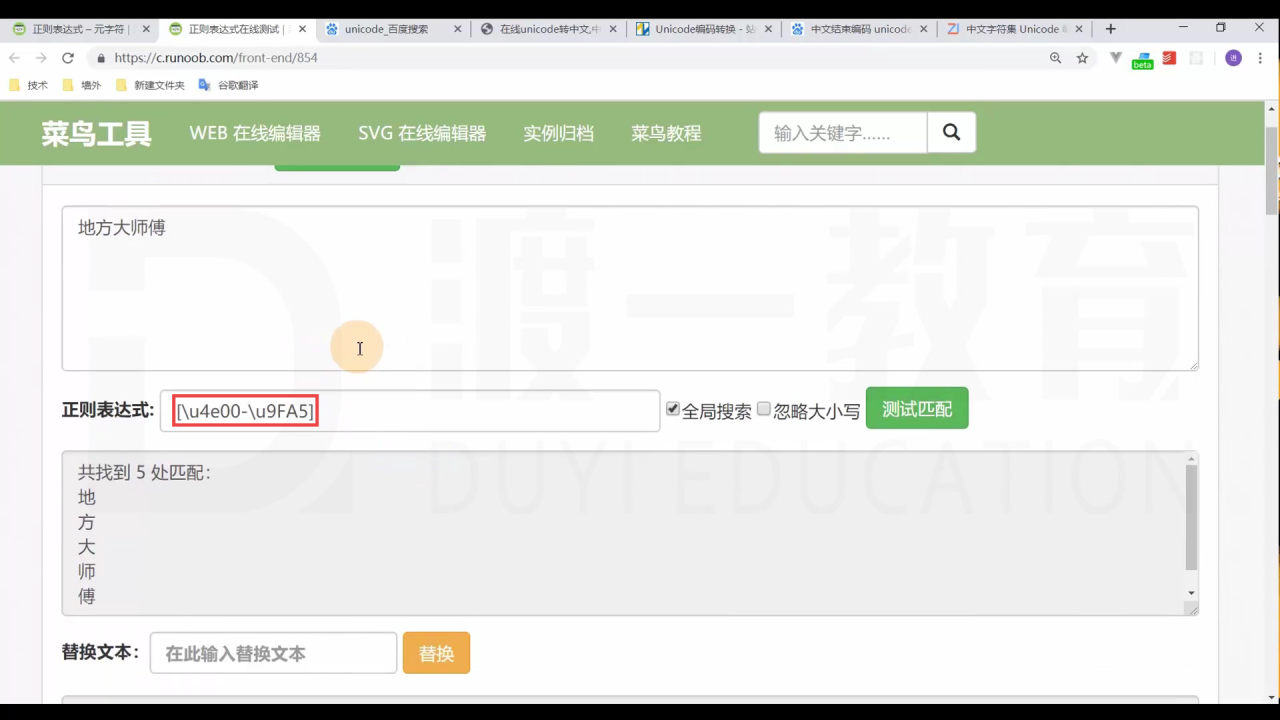 正则表达式 – 元字符 |
正则表达式在线测试 |
unicode_百度搜索
在线unicode转中文,中
Unicode编码转换 - 站
中文结束编码 unicode
中文字符集 Unicode
https://c.runoob.com/front-end/854
beta
进
技术
墙外
新建文件夹
谷歌翻译
菜鸟工具
WEB 在线编辑器
SVG 在线编辑器
实例归档
菜鸟教程
输入关键字......
地方大师傅
渡一教育
DUYI EDUCATION
正则表达式:
[\u4e00-\u9FA5]
全局搜索
忽略大小写
测试匹配
共找到 5 处匹配：
地
方
大
师
傅
替换文本：
在此输入替换文本
替换